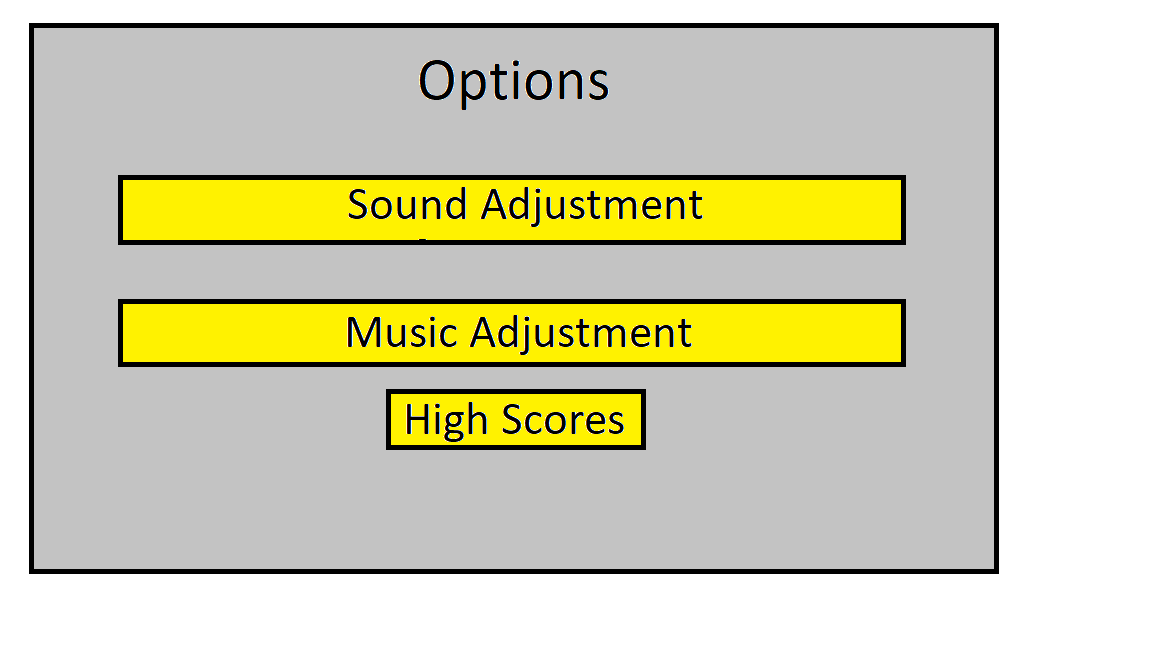 Options
Sound Adjustment
Music Adjustment
High Scores